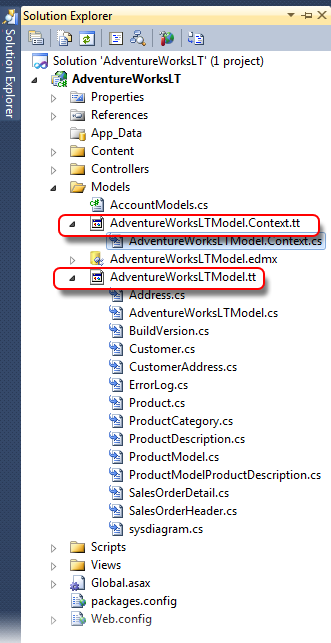 Solution Explorer
Solution Explorer
Solution 'AdventureWorksLT' (1 project)
AdventureWorksLT
Properties
References
App_Data
Content
Controllers
Models
AccountModels.cs
AdventureWorksLTModel.Context.tt
AdventureWorksLTModel.Context.cs
AdventureWorksLTModel.edmx
AdventureWorksLTModel.tt
Address.cs
AdventureWorksLTModel.cs
BuildVersion.cs
Customer.cs
CustomerAddress.cs
ErrorLog.cs
Product.cs
ProductCategory.cs
ProductDescription.cs
ProductModel.cs
ProductModelProductDescription.cs
SalesOrderDetail.cs
SalesOrderHeader.cs
sysdiagram.cs
Scripts
Views
Global.asax
packages.config
Web.config